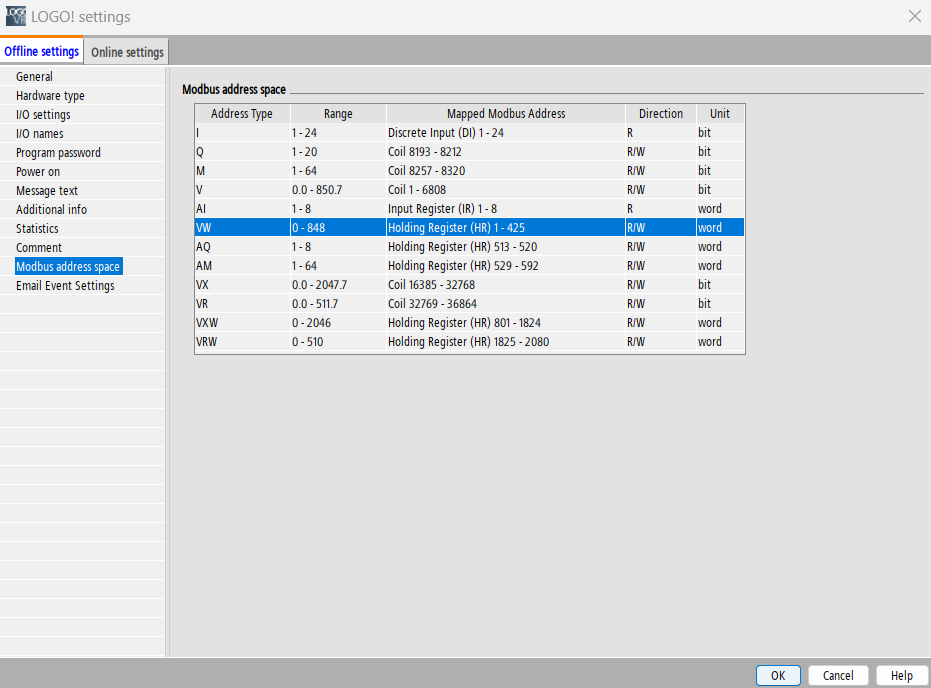 LOGO! settings
Offline settings Online settings
General
Hardware type
I/O settings
I/O names
Program password
Power on
Message text
Additional info
Statistics
Comment
Modbus address space
Email Event Settings
Modbus address space
Address Type Range Mapped Modbus Address Direction Unit
I 1 - 24 Discrete Input (DI) 1 - 24 R bit
Q 1 - 20 Coil 8193 - 8212 R/W bit
M 1 - 64 Coil 8257 - 8320 R/W bit
V 0.0 - 850.7 Coil 1 - 6808 R/W bit
AI 1 - 8 Input Register (IR) 1 - 8 R word
VW 0 - 848 Holding Register (HR) 1 - 425 R/W word
AQ 1 - 8 Holding Register (HR) 513 - 520 R/W word
AM 1 - 64 Holding Register (HR) 529 - 592 R/W word
VX 0.0 - 2047.7 Coil 16385 - 32768 R/W bit
VR 0.0 - 511.7 Coil 32769 - 36864 R/W bit
VXW 0 - 2046 Holding Register (HR) 801 - 1824 R/W word
VRW 0 - 510 Holding Register (HR) 1825 - 2080 R/W word
OK Cancel Help